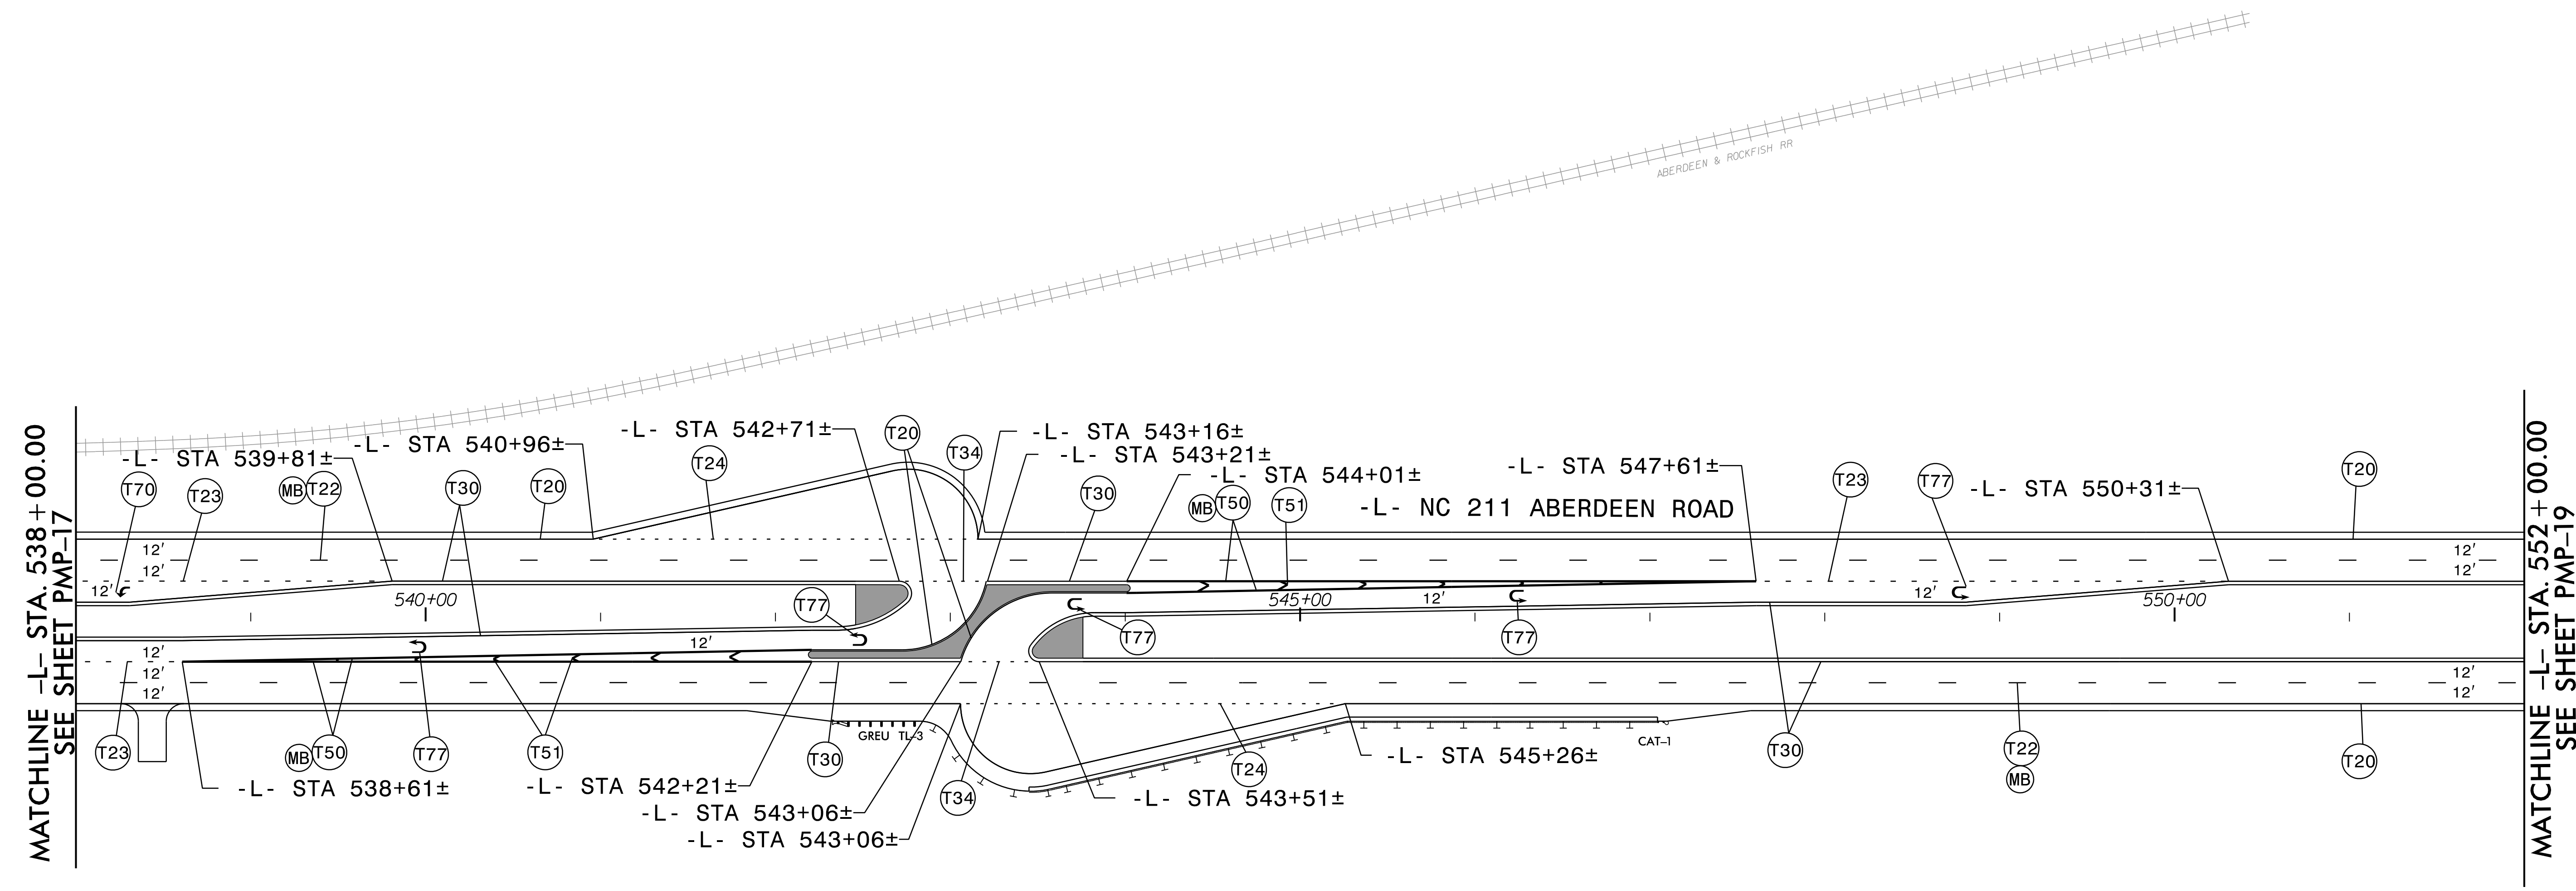 ABERDEEN & ROCKFISH RR
MATCHLINE -L- STA. 538+00.00
SEE SHEET PMP-17
-L- STA 539+81±
-L- STA 540+96±
-L- STA 542+71±
T20
T34
-L- STA 543+16±
-L- STA 543+21±
-L- STA 544+01±
-L- STA 547+61±
-L- STA 550+31±
T70
T23
MB
T22
T30
T20
T24
T30
MB
T50
T51
-L- NC 211 ABERDEEN ROAD
T23
T77
T20
12'
12'
12'
540+00
T77
545+00
12'
12'
550+00
12'
12'
12'
12'
12'
12'
T77
T77
12'
12'
T23
MB
T50
T77
T51
T30
GREU TL-3
T34
T24
CAT-1
T30
T22
MB
T20
-L- STA 538+61±
-L- STA 542+21±
-L- STA 543+06±
-L- STA 543+06±
-L- STA 543+51±
-L- STA 545+26±
MATCHLINE -L- STA. 552+00.00
SEE SHEET PMP-19